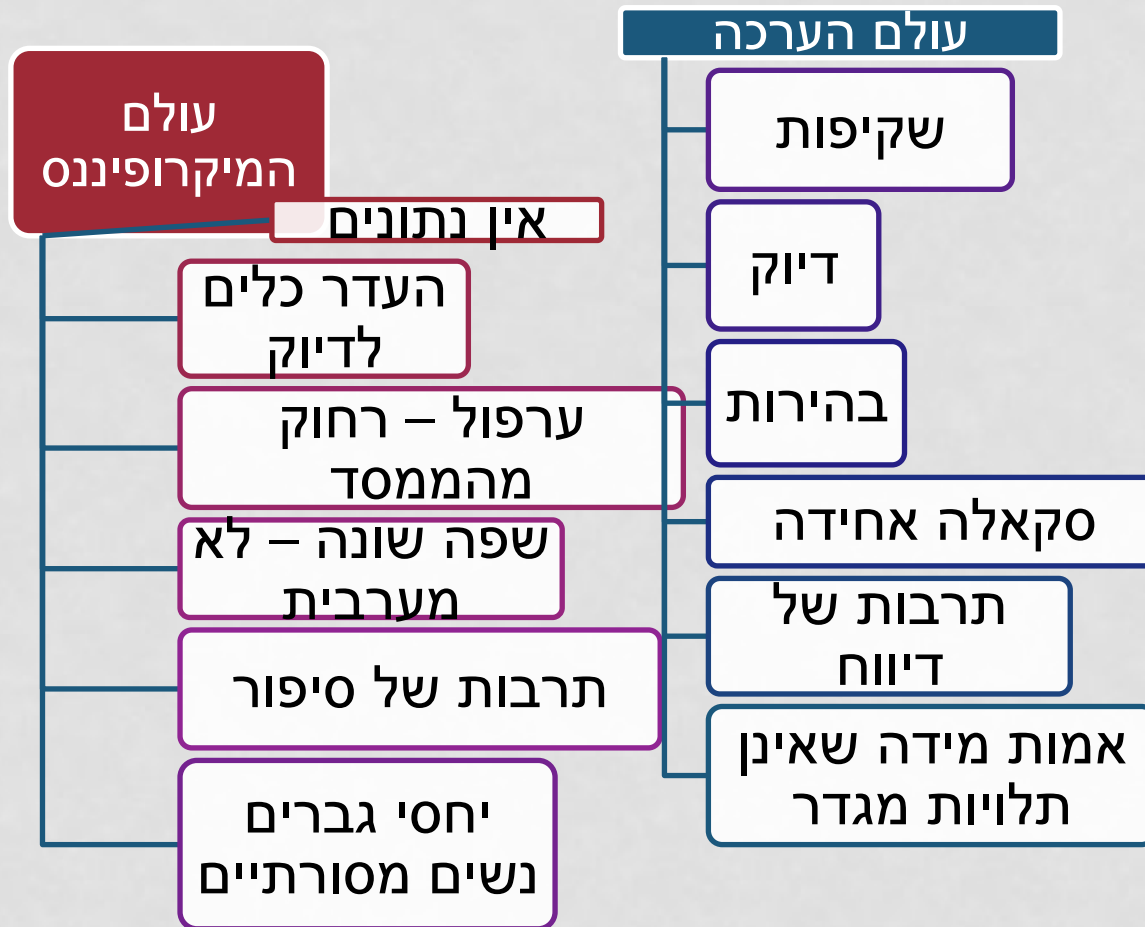 עולם הערכה
שקיפות
דיוק
בהירות
סקאלה אחידה
תרבות של
דיווח
אמות מידה שאינן
תלויות מגדר
עולם
המיקרופיננס
אין נתונים
העדר כלים
לדיוק
ערפול – רחוק
מהממסד
שפה שונה – לא
מערבית
תרבות של סיפור
יחסי גברים
נשים מסורתיים